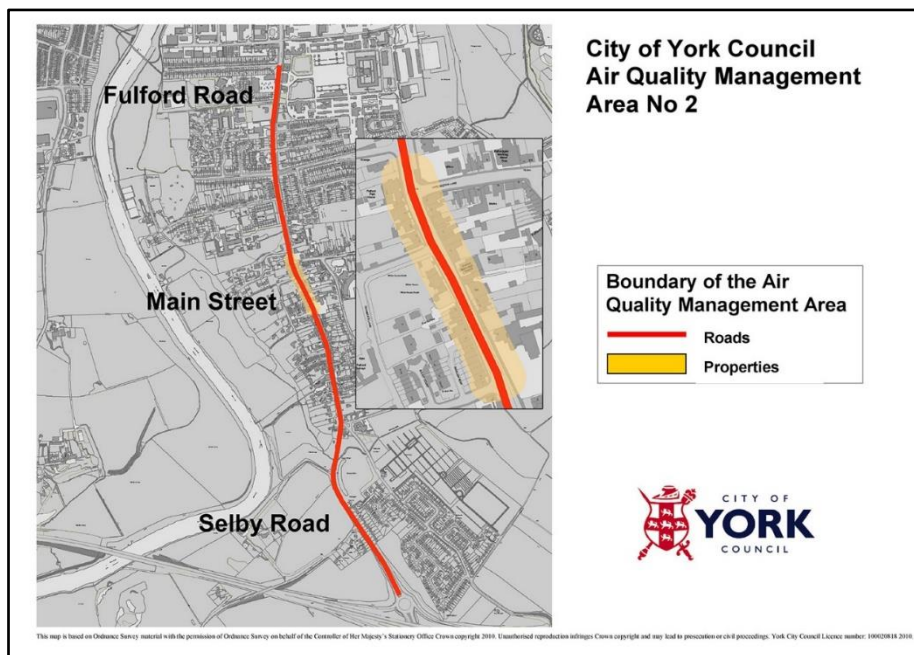 City of York Council
Air Quality Management
Area No 2
Fulford Road
Main Street
Selby Road
Boundary of the Air
Quality Management Area
Roads
Properties
CITY OF
YORK
COUNCIL
This map is based on Ordnance Survey material with the permission of Ordnance Survey on behalf of the Controller of Her Majesty's Stationery Office Crown copyright 2010. Unauthorised reproduction infringes Crown copyright and may lead to prosecution or civil proceedings. York City Council Licence number: 100020818 2010.